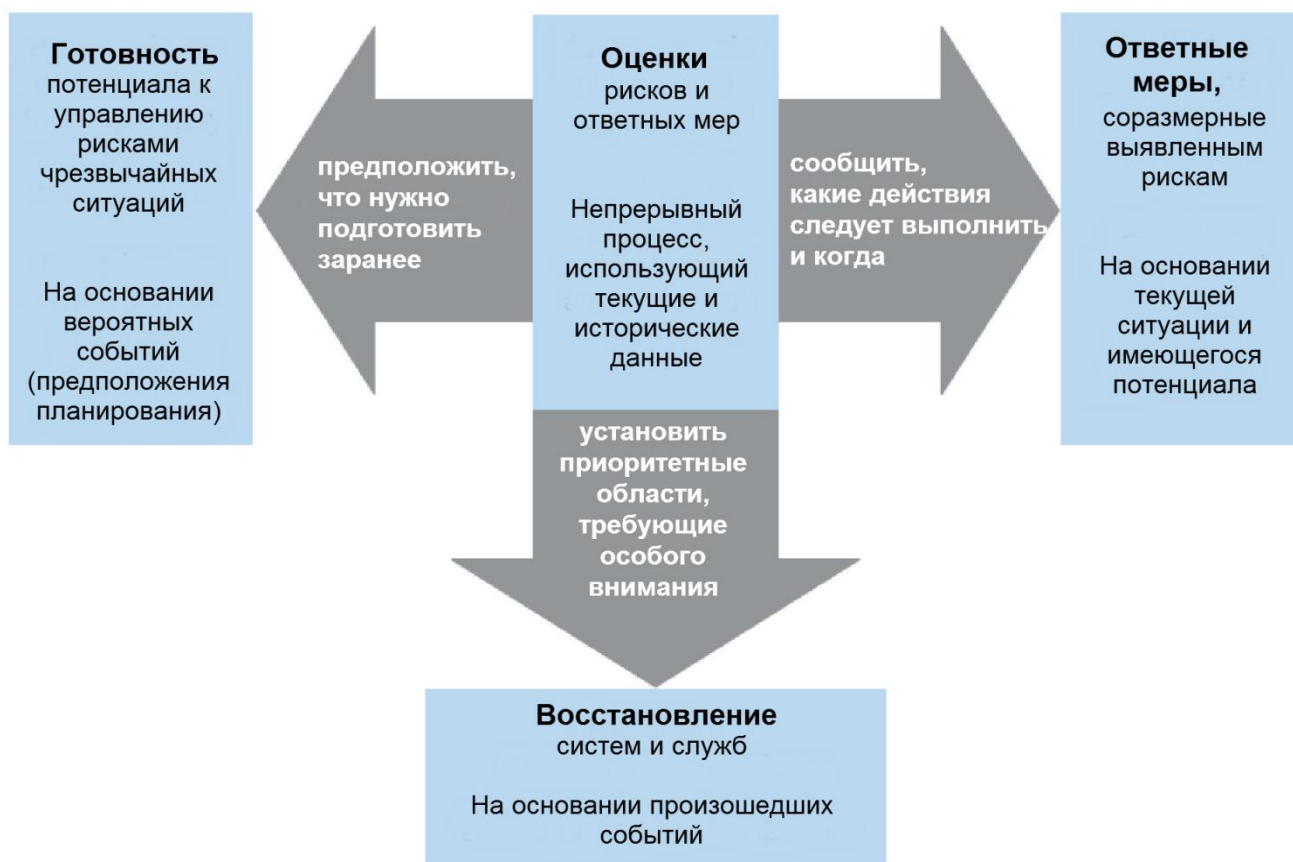 Готовность
потенциала к
управлению
рисками
чрезвычайных
ситуаций
На основании
вероятных
событий
(предположения
планирования)
предположить,
что нужно
подготовить
заранее
Оценки
рисков и
ответных мер
Непрерывный
процесс,
использующий
текущие и
исторические
данные
сообщить,
какие действия
следует выполнить
и когда
Ответные
меры,
соразмерные
выявленным
рискам
На основании
текущей
ситуации и
имеющегося
потенциала
установить
приоритетные
области,
требующие
особого
внимания
Восстановление
систем и служб
На основании произошедших
событий